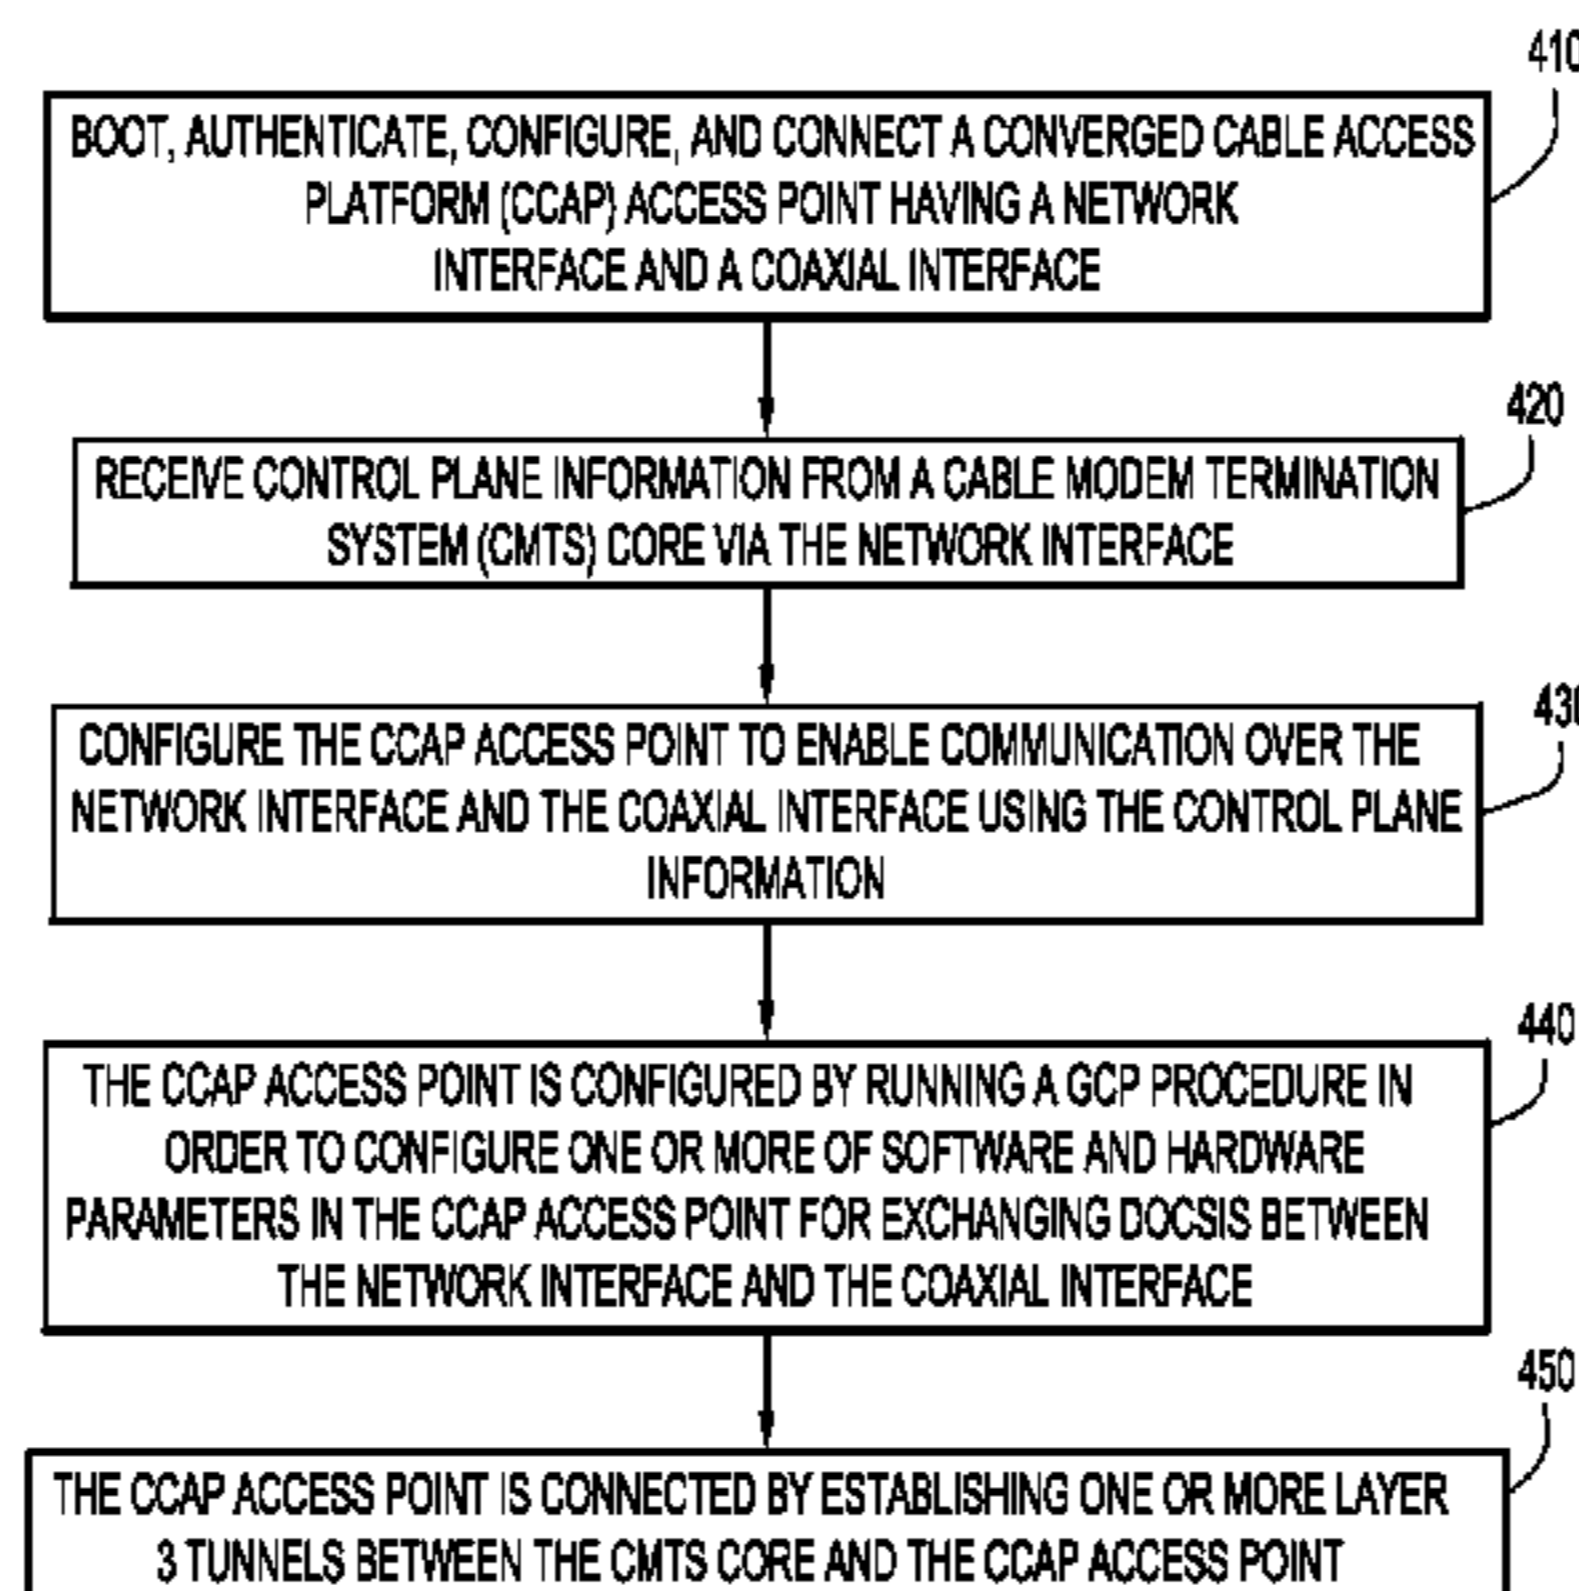 410
BOOT, AUTHENTICATE, CONFIGURE, AND CONNECT A CONVERGED CABLE ACCESS
PLATFORM (CCAP) ACCESS POINT HAVING A NETWORK
INTERFACE AND A COAXIAL INTERFACE
420
RECEIVE CONTROL PLANE INFORMATION FROM A CABLE MODEM TERMINATION
SYSTEM (CMTS) CORE VIA THE NETWORK INTERFACE
430
CONFIGURE THE CCAP ACCESS POINT TO ENABLE COMMUNICATION OVER THE
NETWORK INTERFACE AND THE COAXIAL INTERFACE USING THE CONTROL PLANE
INFORMATION
440
THE CCAP ACCESS POINT IS CONFIGURED BY RUNNING A GCP PROCEDURE IN
ORDER TO CONFIGURE ONE OR MORE OF SOFTWARE AND HARDWARE
PARAMETERS IN THE CCAP ACCESS POINT FOR EXCHANGING DOCSIS BETWEEN
THE NETWORK INTERFACE AND THE COAXIAL INTERFACE
450
THE CCAP ACCESS POINT IS CONNECTED BY ESTABLISHING ONE OR MORE LAYER
3 TUNNELS BETWEEN THE CMTS CORE AND THE CCAP ACCESS POINT